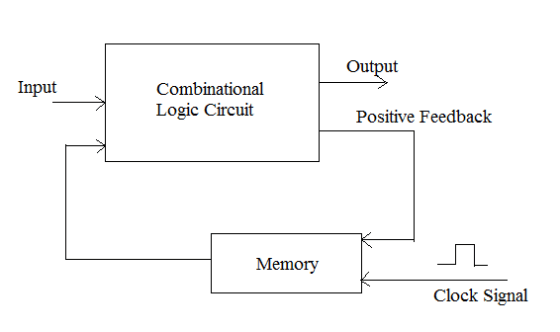 Output
Input
Combinational
Logic Circuit
Positive Feedback
Memory
Clock Signal